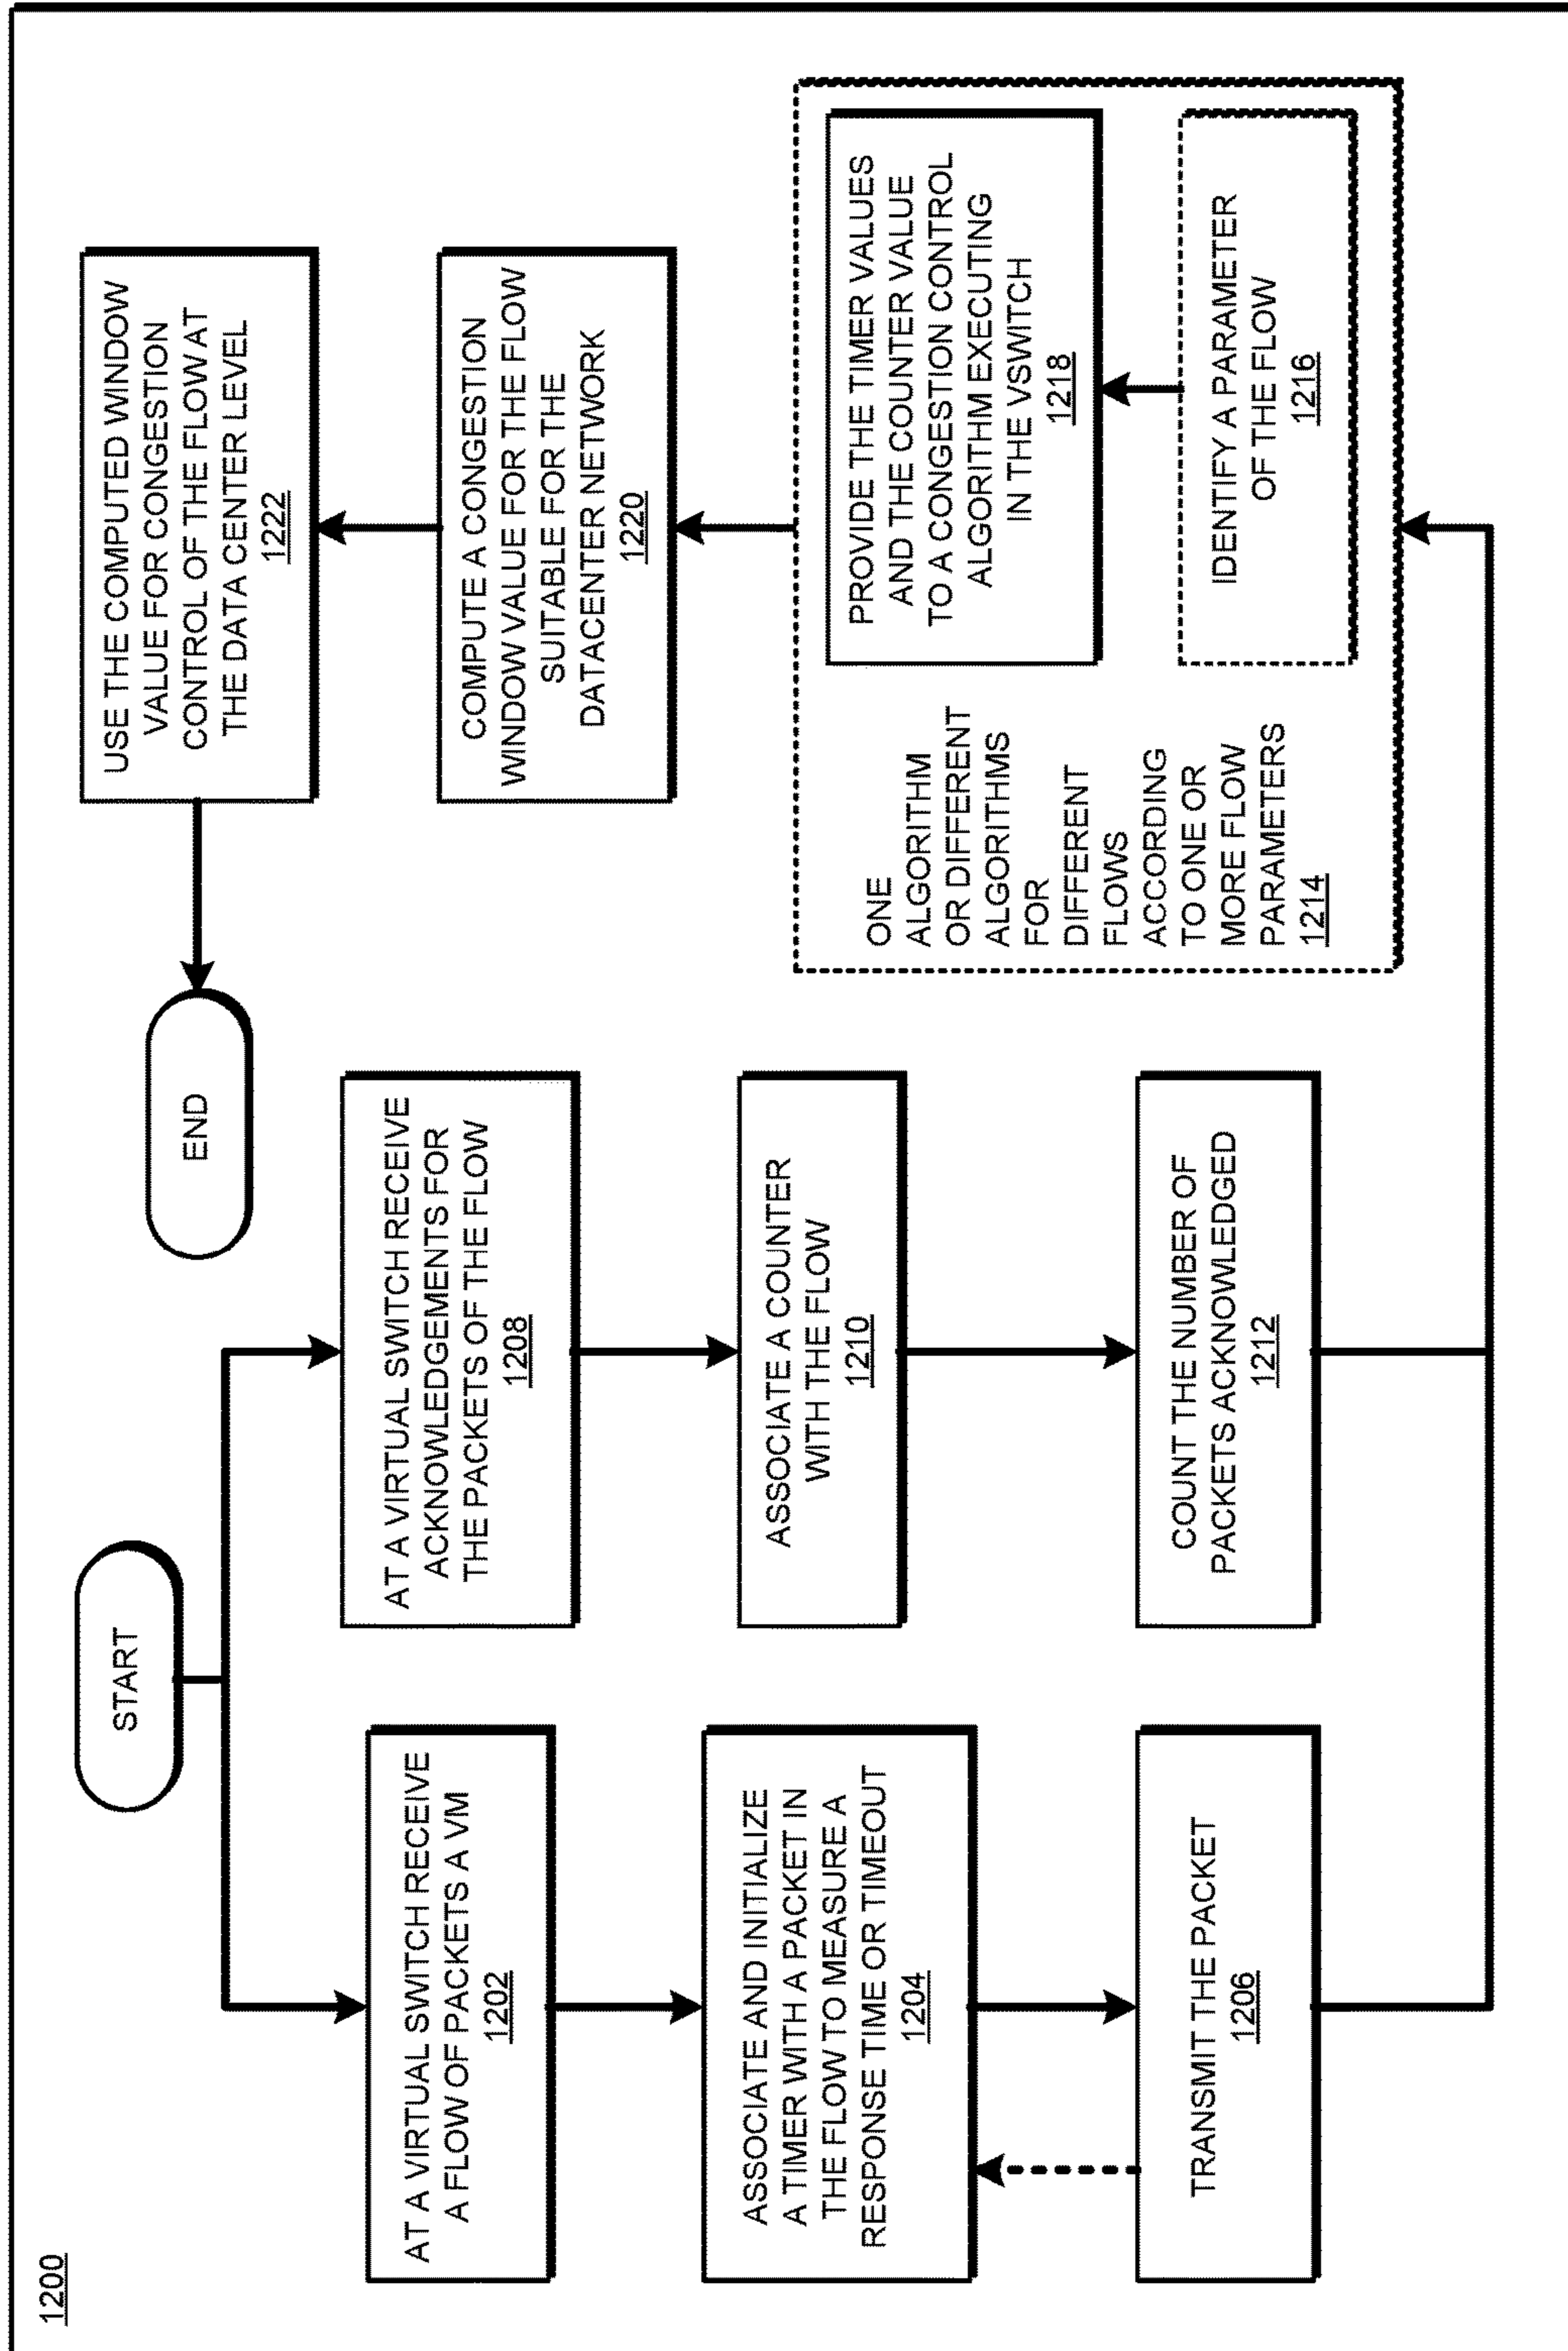 1200
START
AT A VIRTUAL SWITCH RECEIVE
A FLOW OF PACKETS A VM
1202
ASSOCIATE AND INITIALIZE
A TIMER WITH A PACKET IN
THE FLOW TO MEASURE A
RESPONSE TIME OR TIMEOUT
1204
TRANSMIT THE PACKET
1206
AT A VIRTUAL SWITCH RECEIVE
ACKNOWLEDGEMENTS FOR
THE PACKETS OF THE FLOW
1208
ASSOCIATE A COUNTER
WITH THE FLOW
1210
COUNT THE NUMBER OF
PACKETS ACKNOWLEDGED
1212
ONE
ALGORITHM
OR DIFFERENT
ALGORITHMS
FOR
DIFFERENT
FLOWS
ACCORDING
TO ONE OR
MORE FLOW
PARAMETERS
1214
IDENTIFY A PARAMETER
OF THE FLOW
1216
PROVIDE THE TIMER VALUES
AND THE COUNTER VALUE
TO A CONGESTION CONTROL
ALGORITHM EXECUTING
IN THE VSWITCH
1218
COMPUTE A CONGESTION
WINDOW VALUE FOR THE FLOW
SUITABLE FOR THE
DATACENTER NETWORK
1220
USE THE COMPUTED WINDOW
VALUE FOR CONGESTION
CONTROL OF THE FLOW AT
THE DATA CENTER LEVEL
1222
END